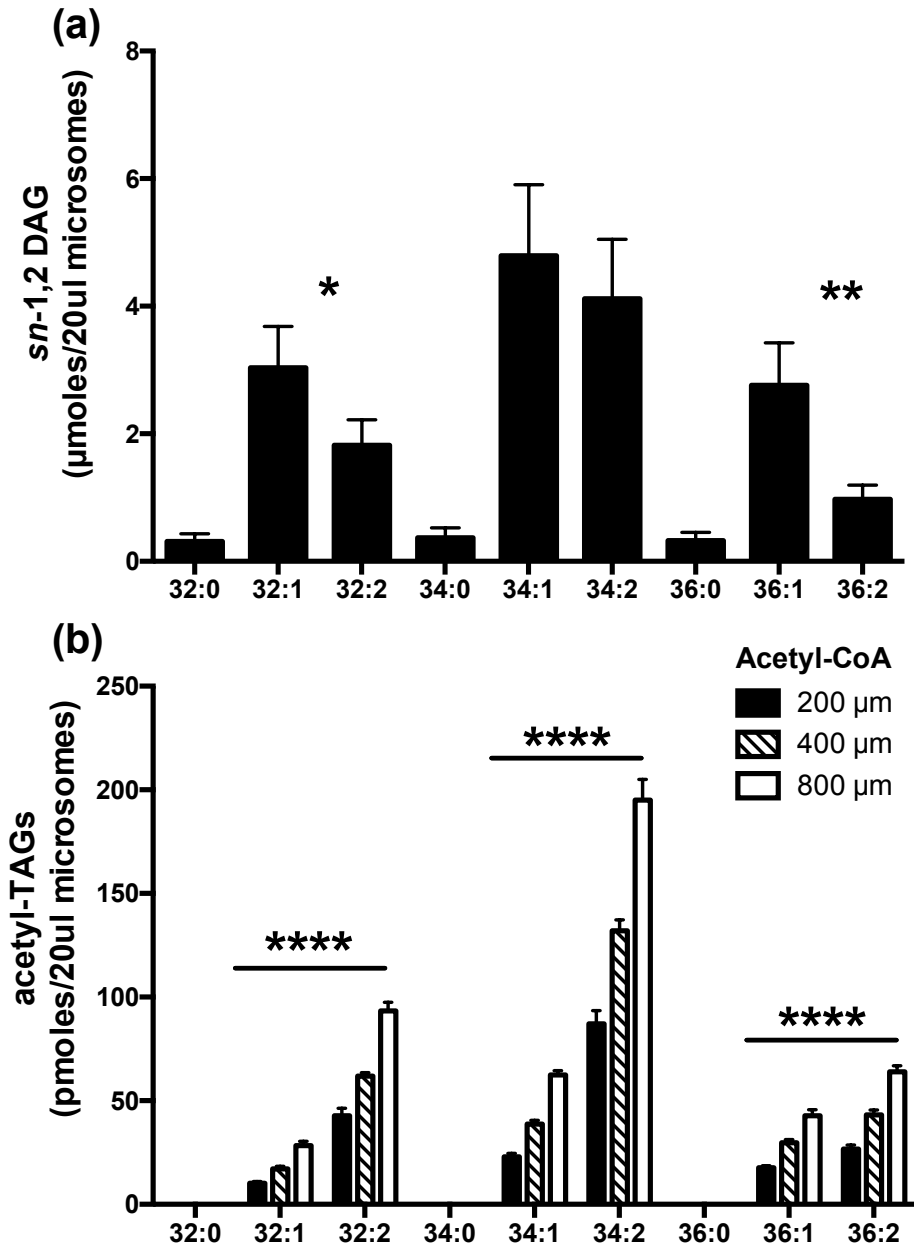 (a)
sn-1,2 DAG
(µmoles/20ul microsomes)
8
6
4
2
0
*
**
32:0 32:1 32:2 34:0 34:1 34:2 36:0 36:1 36:2
(b)
acetyl-TAGs
(pmoles/20ul microsomes)
Acetyl-CoA
200 µm
400 µm
800 µm
250
200
150
100
50
0
****
****
****
32:0 32:1 32:2 34:0 34:1 34:2 36:0 36:1 36:2